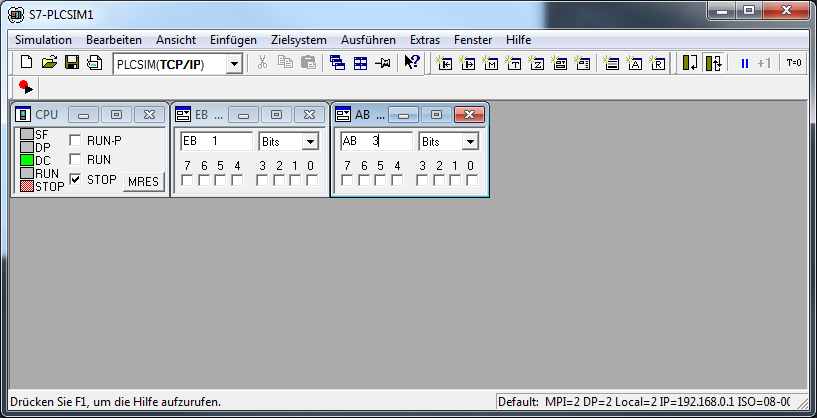 S7-PLCSIM1
Simulation Bearbeiten Ansicht Einfügen Zielsystem Ausführen Extras Fenster Hilfe
PLCSIM(TCP/IP)
+1 T=0
CPU
SF
DP
DC
RUN
STOP
RUN-P
RUN
STOP
MRES
EB ...
EB 1 Bits
7 6 5 4 3 2 1 0
AB ...
AB 3 Bits
7 6 5 4 3 2 1 0
Drücken Sie F1, um die Hilfe aufzurufen.
Default: MPI=2 DP=2 Local=2 IP=192.168.0.1 ISO=08-00